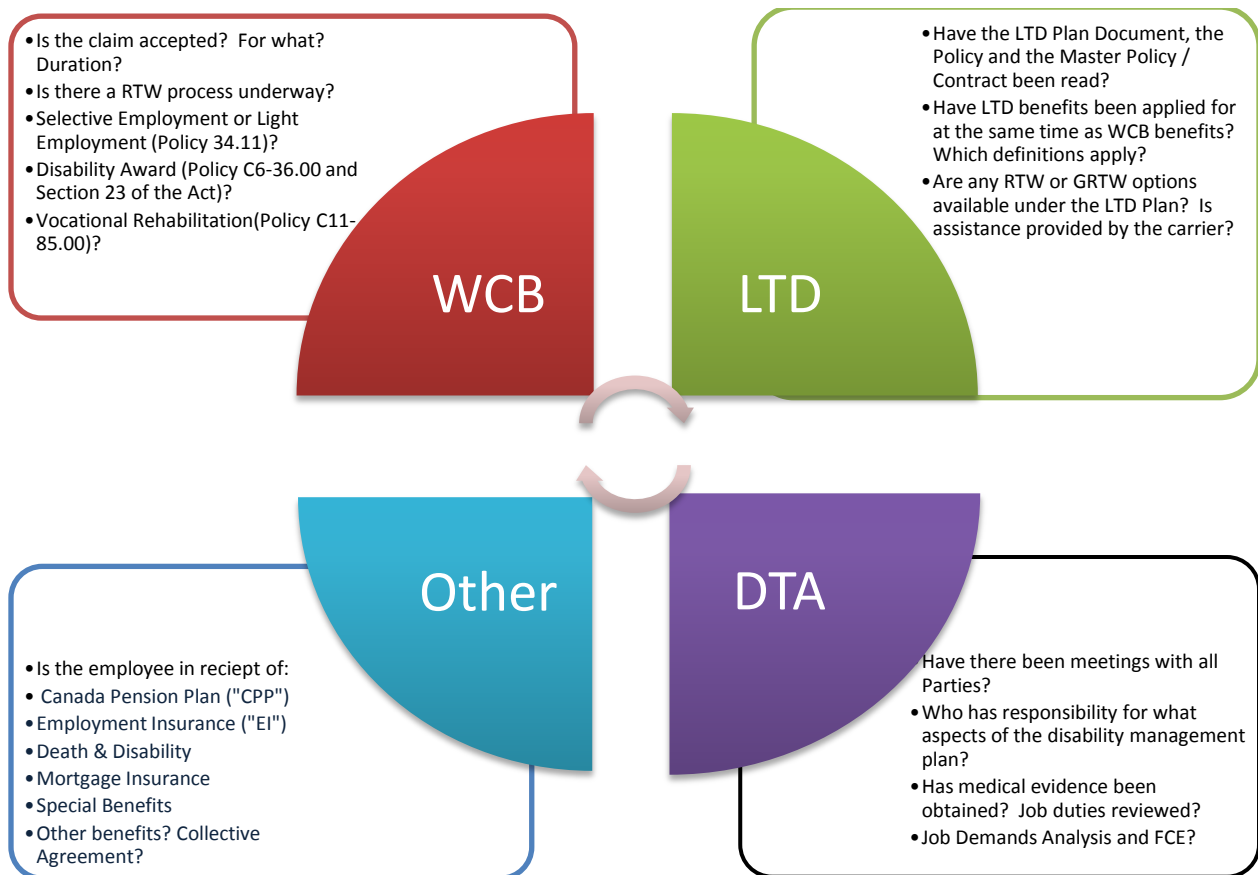 •Is the claim accepted?  For what?
Duration?
•Is there a RTW process underway?
•Selective Employment or Light
Employment (Policy 34.11)?
•Disability Award (Policy C6-36.00 and
Section 23 of the Act)?
•Vocational Rehabilitation(Policy C11-
85.00)?
WCB
•Have the LTD Plan Document, the
Policy and the Master Policy /
Contract been read?
•Have LTD benefits been applied for
at the same time as WCB benefits?
Which definitions apply?
•Are any RTW or GRTW options
available under the LTD Plan?  Is
assistance provided by the carrier?
LTD
Other
•Is the employee in reciept of:
• Canada Pension Plan ("CPP")
•Employment Insurance ("EI")
•Death & Disability
•Mortgage Insurance
•Special Benefits
•Other benefits? Collective
Agreement?
DTA
Have there been meetings with all
Parties?
•Who has responsibility for what
aspects of the disability management
plan?
•Has medical evidence been
obtained?  Job duties reviewed?
•Job Demands Analysis and FCE?